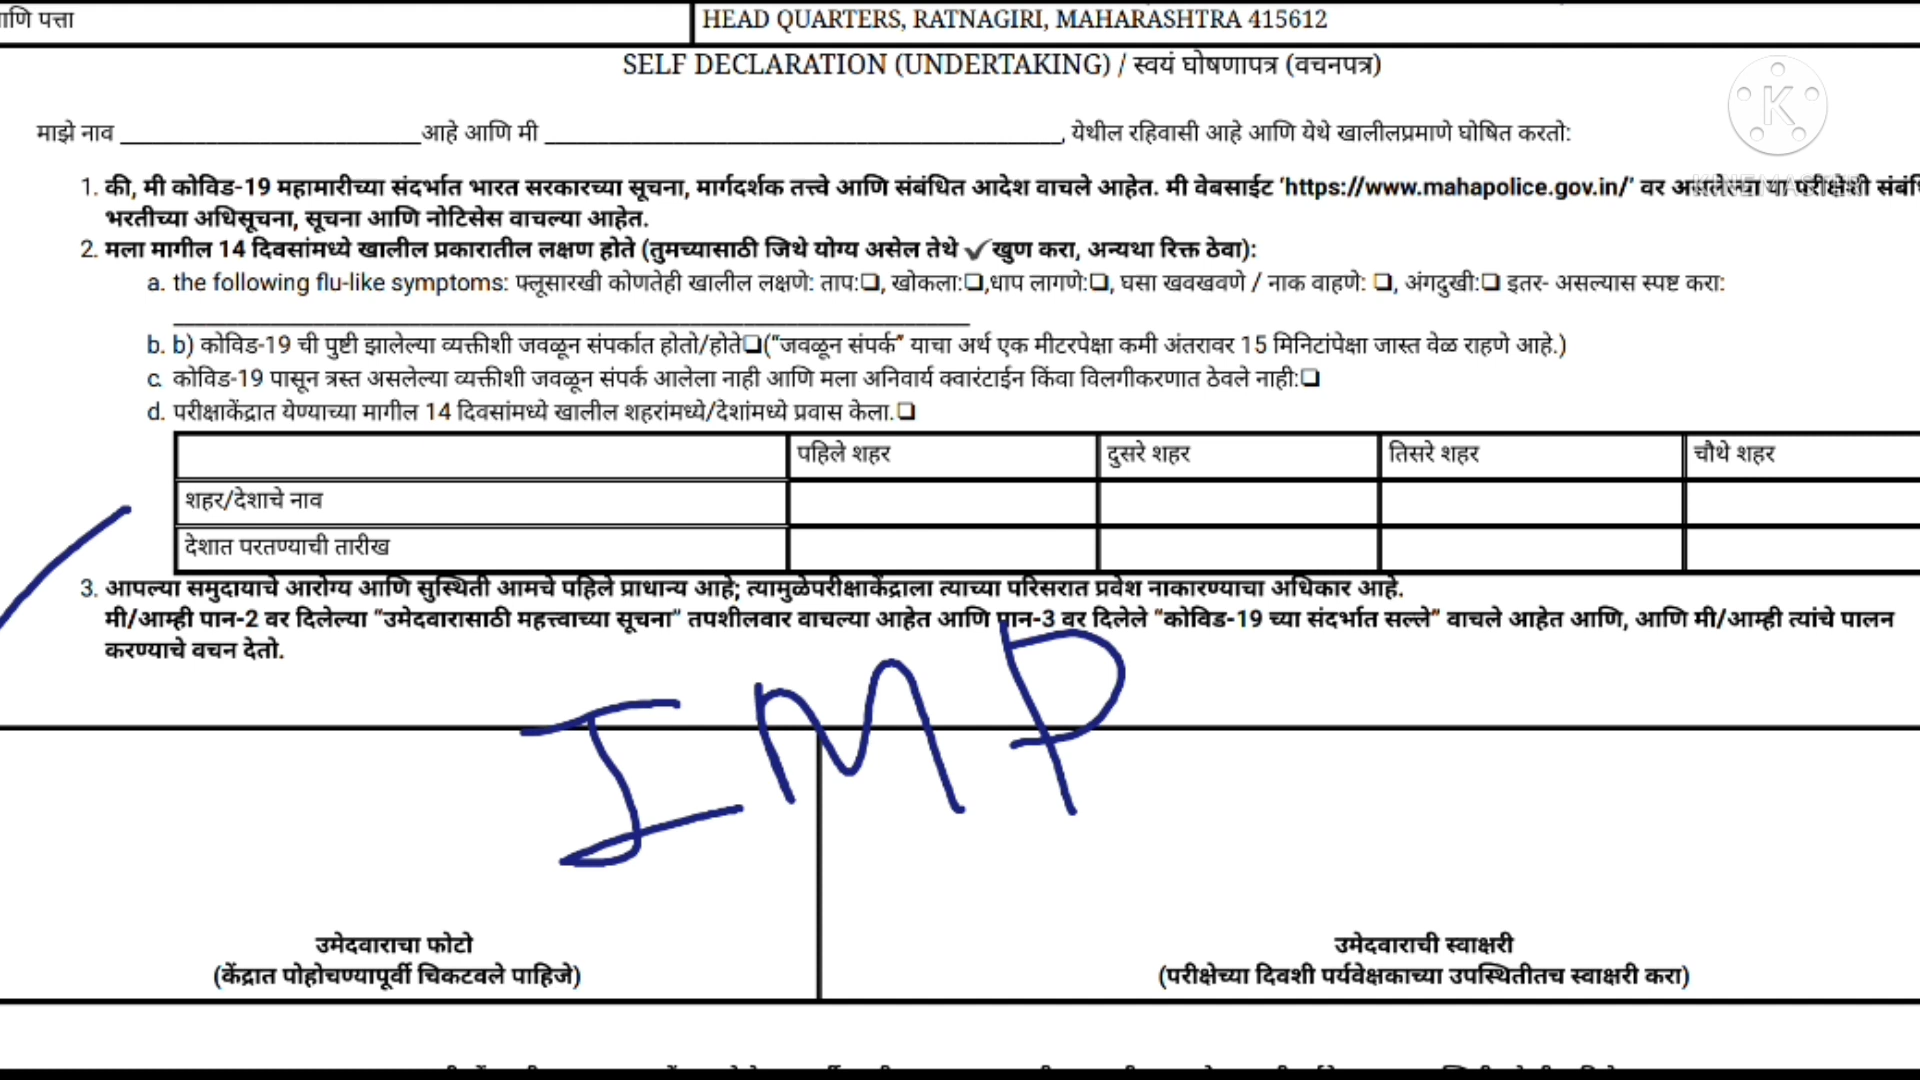 आणि पत्ता
HEAD QUARTERS, RATNAGIRI, MAHARASHTRA 415612
SELF DECLARATION (UNDERTAKING) / स्वयं घोषणापत्र (वचनपत्र)
K
माझे नाव ______________________आहे आणि मी ______________________________________, येथील रहिवासी आहे आणि येथे खालीलप्रमाणे घोषित करतो:
KINEMASTER
1. की, मी कोविड-19 महामारीच्या संदर्भात भारत सरकारच्या सूचना, मार्गदर्शक तत्त्वे आणि संबंधित आदेश वाचले आहेत. मी वेबसाईट ‘https://www.mahapolice.gov.in/’ वर असलेल्या या परीक्षेशी
भरतीच्या अधिसूचना, सूचना आणि नोटिसेस वाचल्या आहेत.
2. मला मागील 14 दिवसांमध्ये खालील प्रकारातील लक्षण होते (तुमच्यासाठी जिथे योग्य असेल तेथे ✓खुण करा, अन्यथा रिक्त ठेवा):
a. the following flu-like symptoms: फ्लूसारखी कोणतेही खालील लक्षणे: ताप:❑, खोकला:❑,धाप लागणे:❑, घसा खवखवणे / नाक वाहणे: ❑, अंगदुखी:❑ इतर- असल्यास स्पष्ट करा:
b. b) कोविड-19 ची पुष्टी झालेल्या व्यक्तीशी जवळून संपर्कात होतो/होते❑(“जवळून संपर्क” याचा अर्थ एक मीटरपेक्षा कमी अंतरावर 15 मिनिटांपेक्षा जास्त वेळ राहणे आहे.)
c. कोविड-19 पासून त्रस्त असलेल्या व्यक्तीशी जवळून संपर्क आलेला नाही आणि मला अनिवार्य क्वारंटाईन किंवा विलगीकरणात ठेवले नाही:❑
d. परीक्षाकेंद्रात येण्याच्या मागील 14 दिवसांमध्ये खालील शहरांमध्ये/देशांमध्ये प्रवास केला.❑
पहिले शहर दुसरे शहर तिसरे शहर चौथे शहर
शहर/देशाचे नाव
देशात परतण्याची तारीख
3. आपल्या समुदायाचे आरोग्य आणि सुस्थिती आमचे पहिले प्राधान्य आहे; त्यामुळेपरीक्षाकेंद्राला त्याच्या परिसरात प्रवेश नाकारण्याचा अधिकार आहे.
मी/आम्ही पान-2 वर दिलेल्या “उमेदवारासाठी महत्त्वाच्या सूचना” तपशीलवार वाचल्या आहेत आणि पान-3 वर दिलेले “कोविड-19 च्या संदर्भात सल्ले” वाचले आहेत आणि, आणि मी/आम्ही त्यांचे पालन
करण्याचे वचन देतो.
IMP
उमेदवाराचा फोटो
(केंद्रात पोहोचण्यापूर्वी चिकटवले पाहिजे)
उमेदवाराची स्वाक्षरी
(परीक्षेच्या दिवशी पर्यवेक्षकाच्या उपस्थितीतच स्वाक्षरी करा)